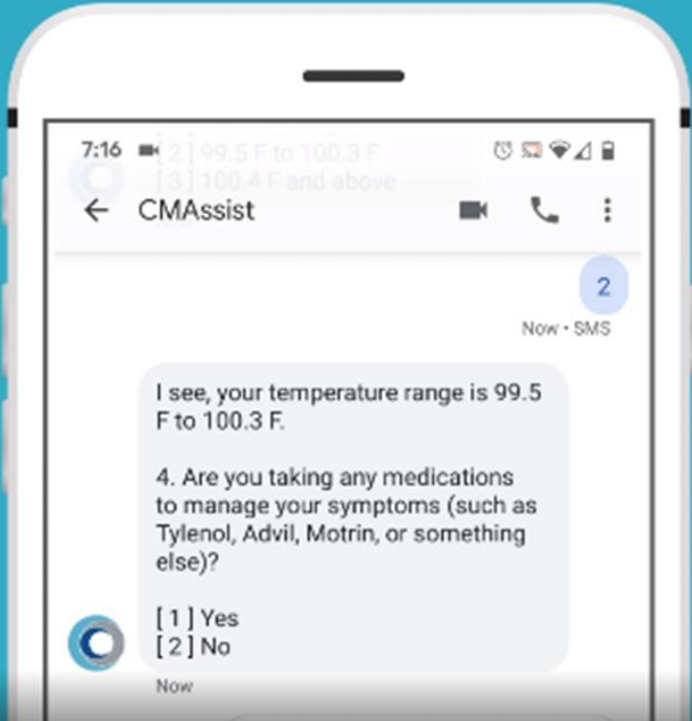 7:16
[ 2 ] 99.5 F to 100.3 F
[ 3 ] 100.4 F and above
CMAssist
2
Now • SMS
I see, your temperature range is 99.5
F to 100.3 F.
4. Are you taking any medications
to manage your symptoms (such as
Tylenol, Advil, Motrin, or something
else)?
[ 1 ] Yes
[ 2 ] No
Now